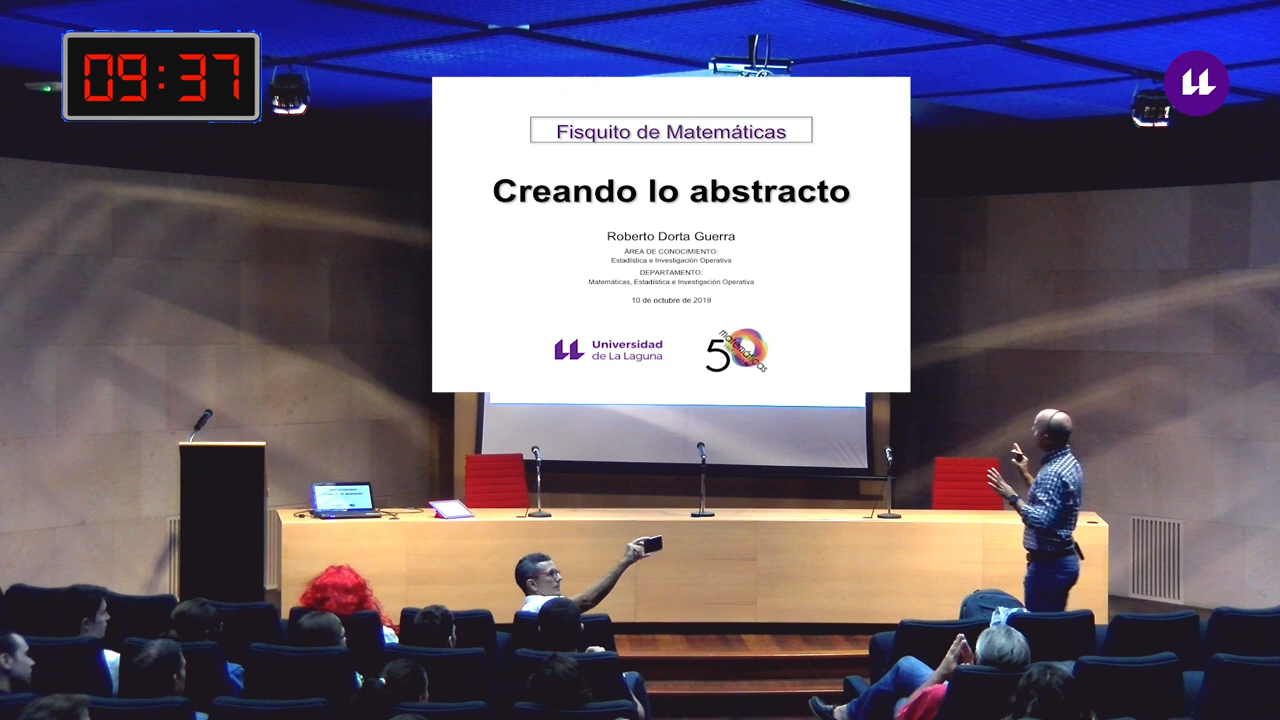 09:37
Fisquito de Matemáticas
Creando lo abstracto
Roberto Dorta Guerra
ÁREA DE CONOCIMIENTO:
Estadística e Investigación Operativa
DEPARTAMENTO:
Matemáticas, Estadística e Investigación Operativa
10 de octubre de 2019
Universidad
de La Laguna
50
matemáticas